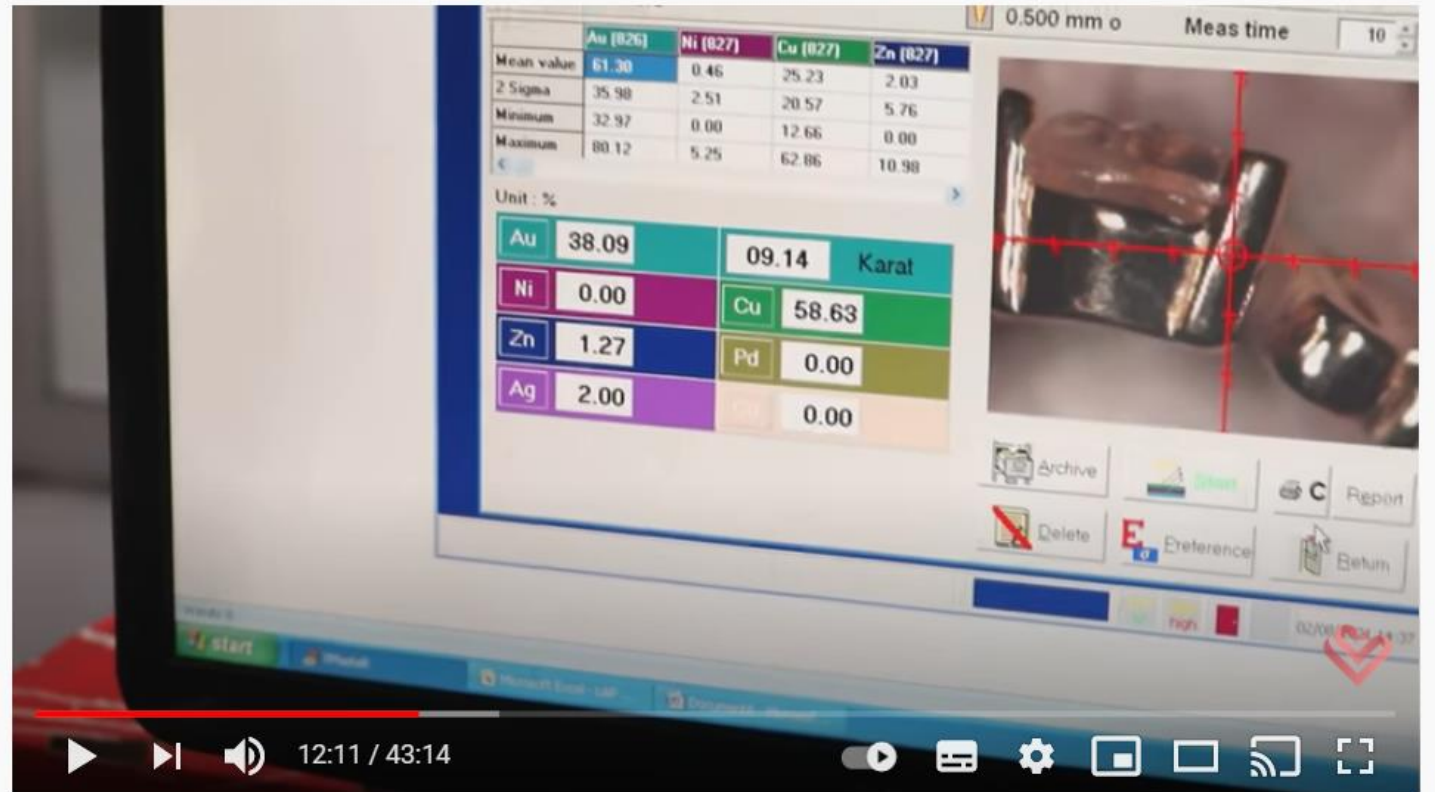 0.500 mm o Meas time 10
Au (826) Ni (827) Cu (827) Zn (827)
Mean value 61.30 0.46 25.23 2.03
2 Sigma 35.98 2.51 20.57 5.76
Minimum 32.97 0.00 12.66 0.00
Maximum 80.12 5.25 62.86 10.98
Unit : %
Au 38.09 09.14 Karat
Ni 0.00 Cu 58.63
Zn 1.27 Pd 0.00
Ag 2.00 0.00
Archive Start C Report
Delete E Preference Return
high
start
Microsoft Excel
12:11 / 43:14